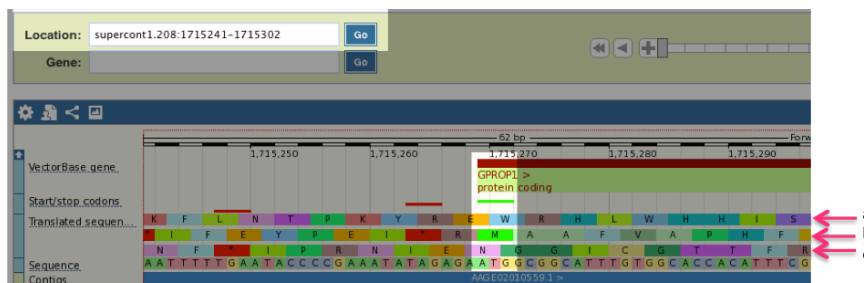 Location: supercont1.208:1715241-1715302 Go
Gene: Go
62 bp Forw
1,715,250 1,715,260 1,715,270 1,715,280 1,715,290
VectorBase gene
GPROP1 >
protein coding
Start/stop codons
Translated sequen...
K F L N T P K Y R E W R H L W H H I S
* I F E Y P E I * R M A A F V A P H F
N F * I P R N I E N G G I C G T T F R
Sequence
AATTTTTGAATACCCCGAAATATAGAGAATGGCGGCATTTGTGGCACCACATTTCG
Contigs
AAGE02010559.1 >